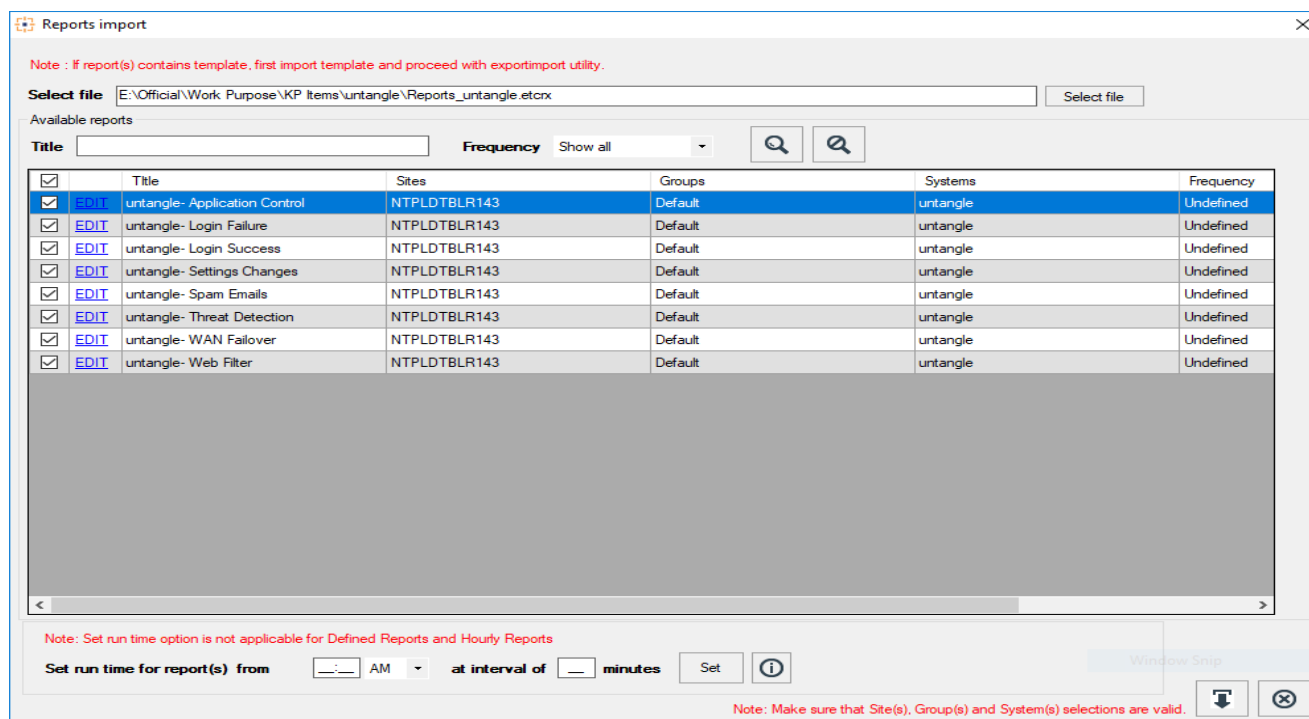 Reports import
Note : If report(s) contains template, first import template and proceed with exportimport utility.
Select file E:\Official\Work Purpose\KP Items\untangle\Reports_untangle.etcrx Select file
Available reports
Title Frequency Show all
Title Sites Groups Systems Frequency
EDIT untangle- Application Control NTPLDTBLR143 Default untangle Undefined
EDIT untangle- Login Failure NTPLDTBLR143 Default untangle Undefined
EDIT untangle- Login Success NTPLDTBLR143 Default untangle Undefined
EDIT untangle- Settings Changes NTPLDTBLR143 Default untangle Undefined
EDIT untangle- Spam Emails NTPLDTBLR143 Default untangle Undefined
EDIT untangle- Threat Detection NTPLDTBLR143 Default untangle Undefined
EDIT untangle- WAN Failover NTPLDTBLR143 Default untangle Undefined
EDIT untangle- Web Filter NTPLDTBLR143 Default untangle Undefined
Note: Set run time option is not applicable for Defined Reports and Hourly Reports
Set run time for report(s) from __:__ AM at interval of __ minutes Set
Window Snip
Note: Make sure that Site(s), Group(s) and System(s) selections are valid.